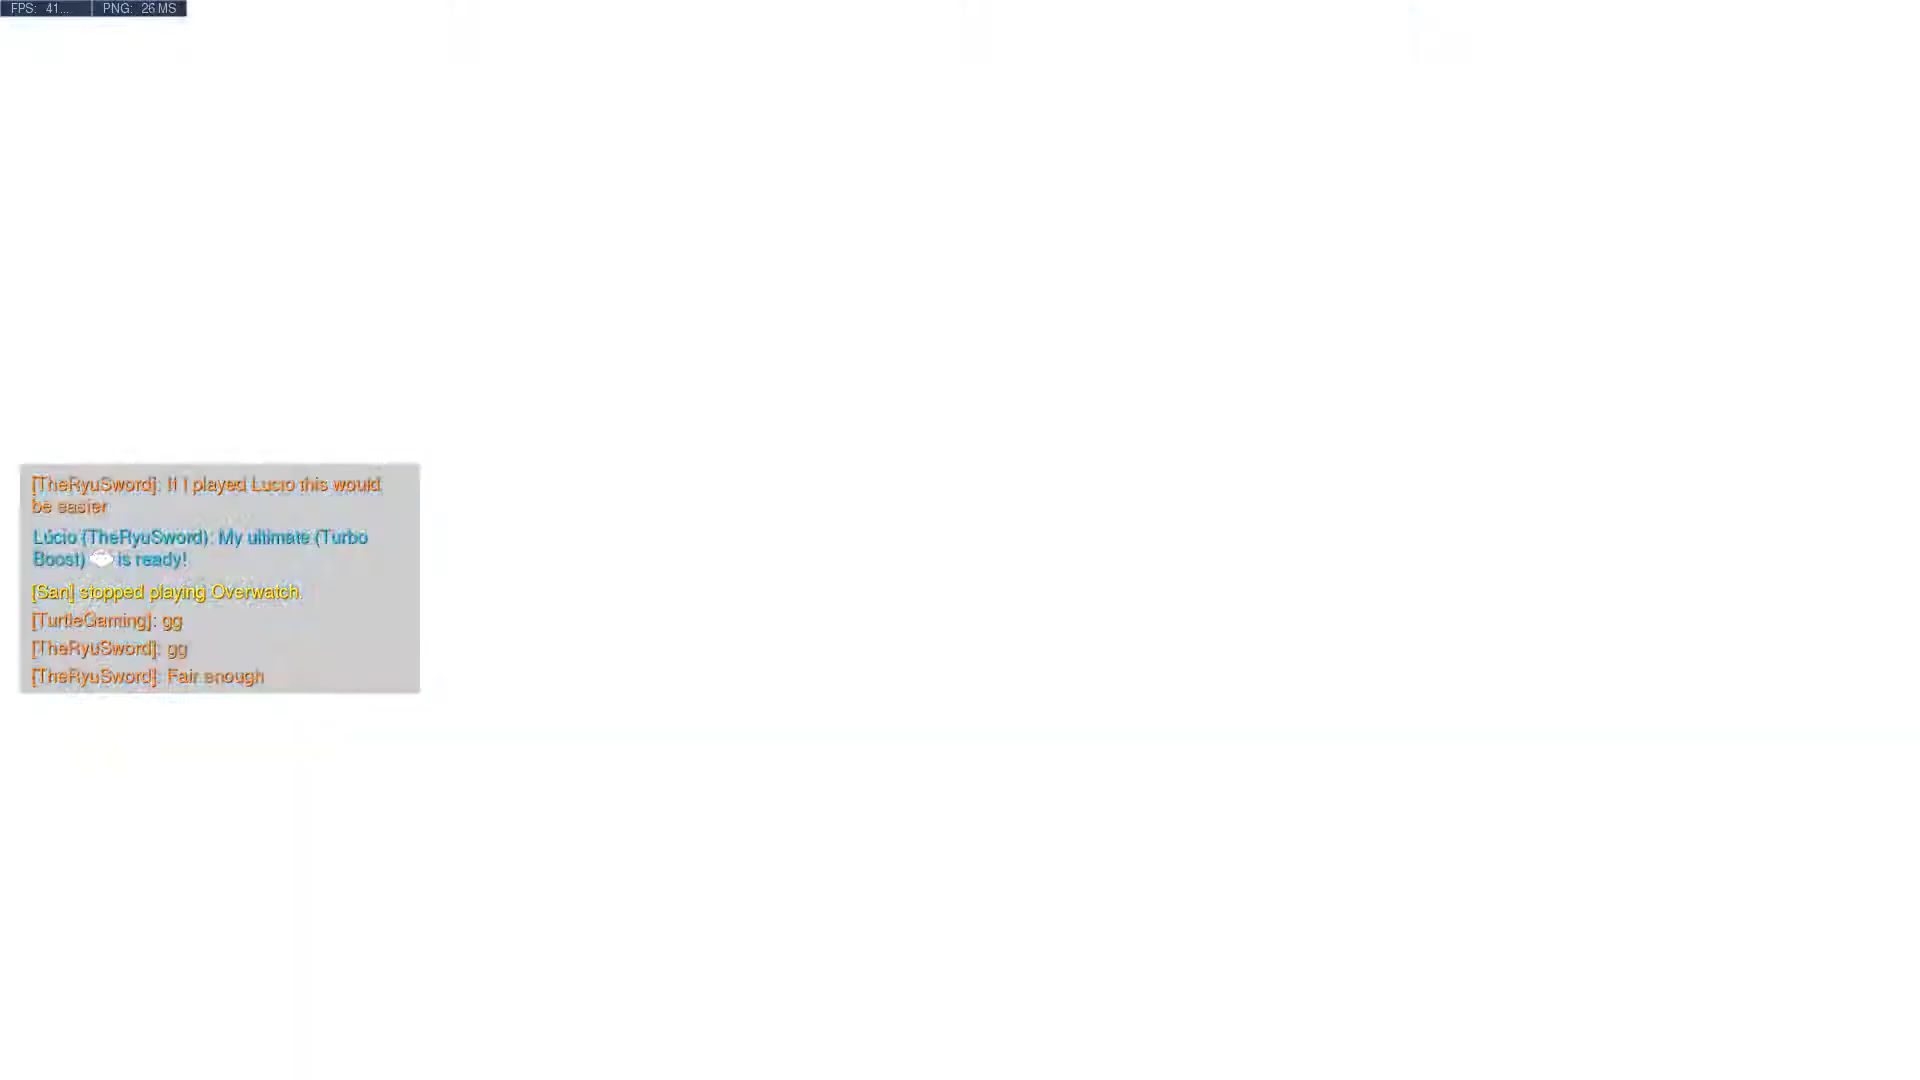 FPS: 41... | PNG: 26 MS
[TheRyuSword]: If I played Lucio this would
be easier
Lúcio (TheRyuSword): My ultimate (Turbo
Boost) is ready!
[San] stopped playing Overwatch.
[TurtleGaming]: gg
[TheRyuSword]: gg
[TheRyuSword]: Fair enough